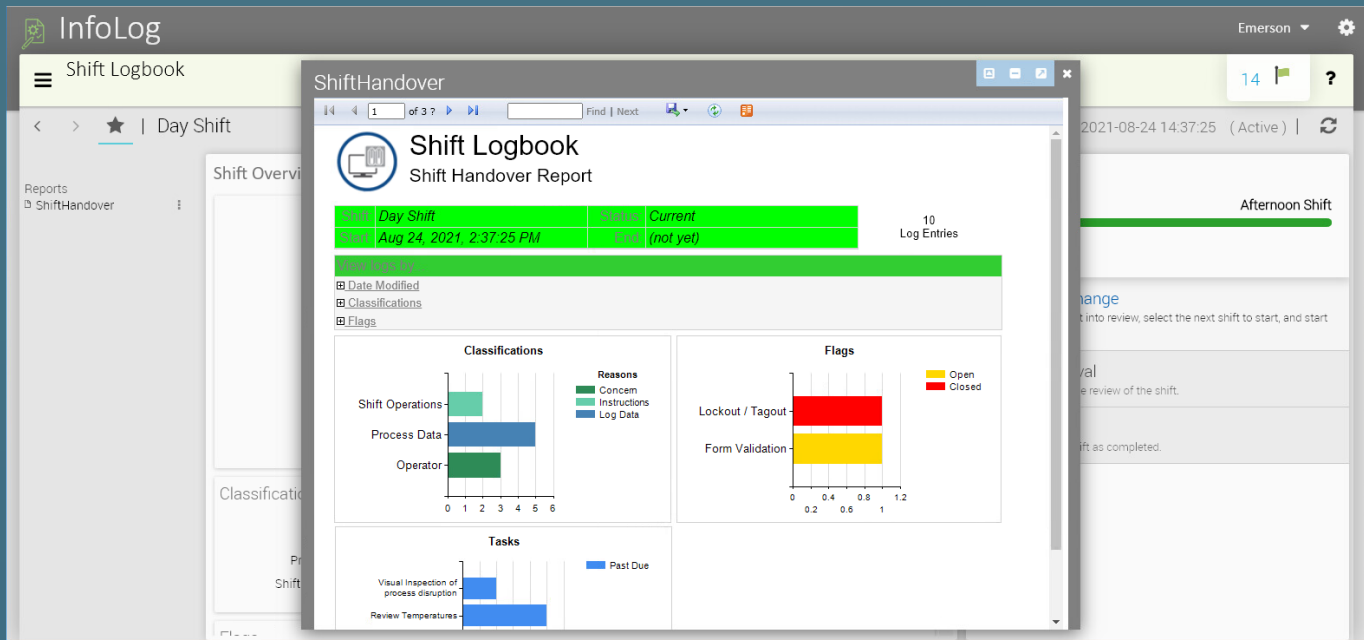 InfoLog
Emerson
Shift Logbook
14
?
Day Shift
2021-08-24 14:37:25 (Active)
Reports
ShiftHandover
Shift Overvi
Classificatio
Pr
Shift
Flags
ShiftHandover
1 of 3 ?
Find | Next
Shift Logbook
Shift Handover Report
Shift: Day Shift Status: Current
Start: Aug 24, 2021, 2:37:25 PM End: (not yet)
10
Log Entries
View logs by
Date Modified
Classifications
Flags
Classifications
Reasons
Concern
Instructions
Log Data
Shift Operations
Process Data
Operator
0 1 2 3 4 5 6
Flags
Open
Closed
Lockout / Tagout
Form Validation
0 0.4 0.8 1.2
0.2 0.6 1
Tasks
Past Due
Visual Inspection of
process disruption
Review Temperatures
Afternoon Shift
hange
t into review, select the next shift to start, and start
val
e review of the shift.
ift as completed.